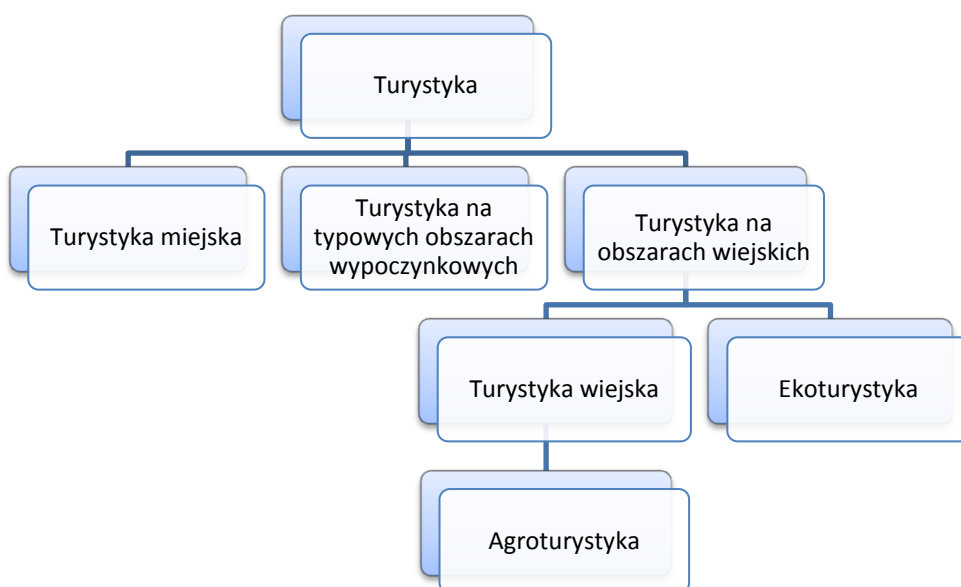 Turystyka
Turystyka miejska
Turystyka na
typowych obszarach
wypoczynkowych
Turystyka na
obszarach wiejskich
Turystyka wiejska
Ekoturystyka
Agroturystyka